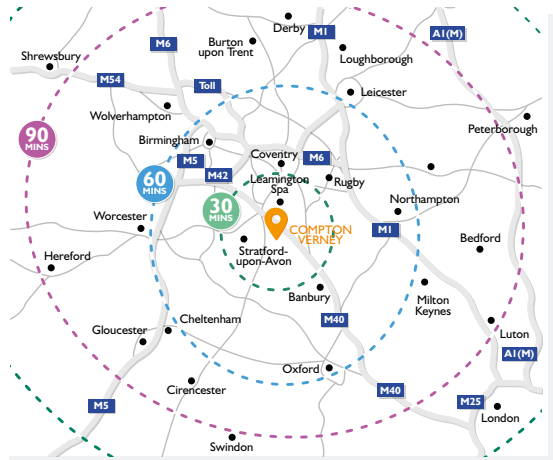 Derby
M1
A1(M)
M6
Burton
upon Trent
Shrewsbury
Loughborough
M54
Toll
Leicester
Wolverhampton
Peterborough
90
MINS
Birmingham
Coventry
M6
M5
M42
60
MINS
Leamington
Spa
Rugby
30
MINS
Northampton
Worcester
COMPTON
VERNEY
M1
Bedford
Stratford-
upon-Avon
Hereford
Banbury
Milton
Keynes
Cheltenham
M40
Gloucester
Luton
A1(M)
Oxford
Cirencester
M40
M5
M25
London
Swindon